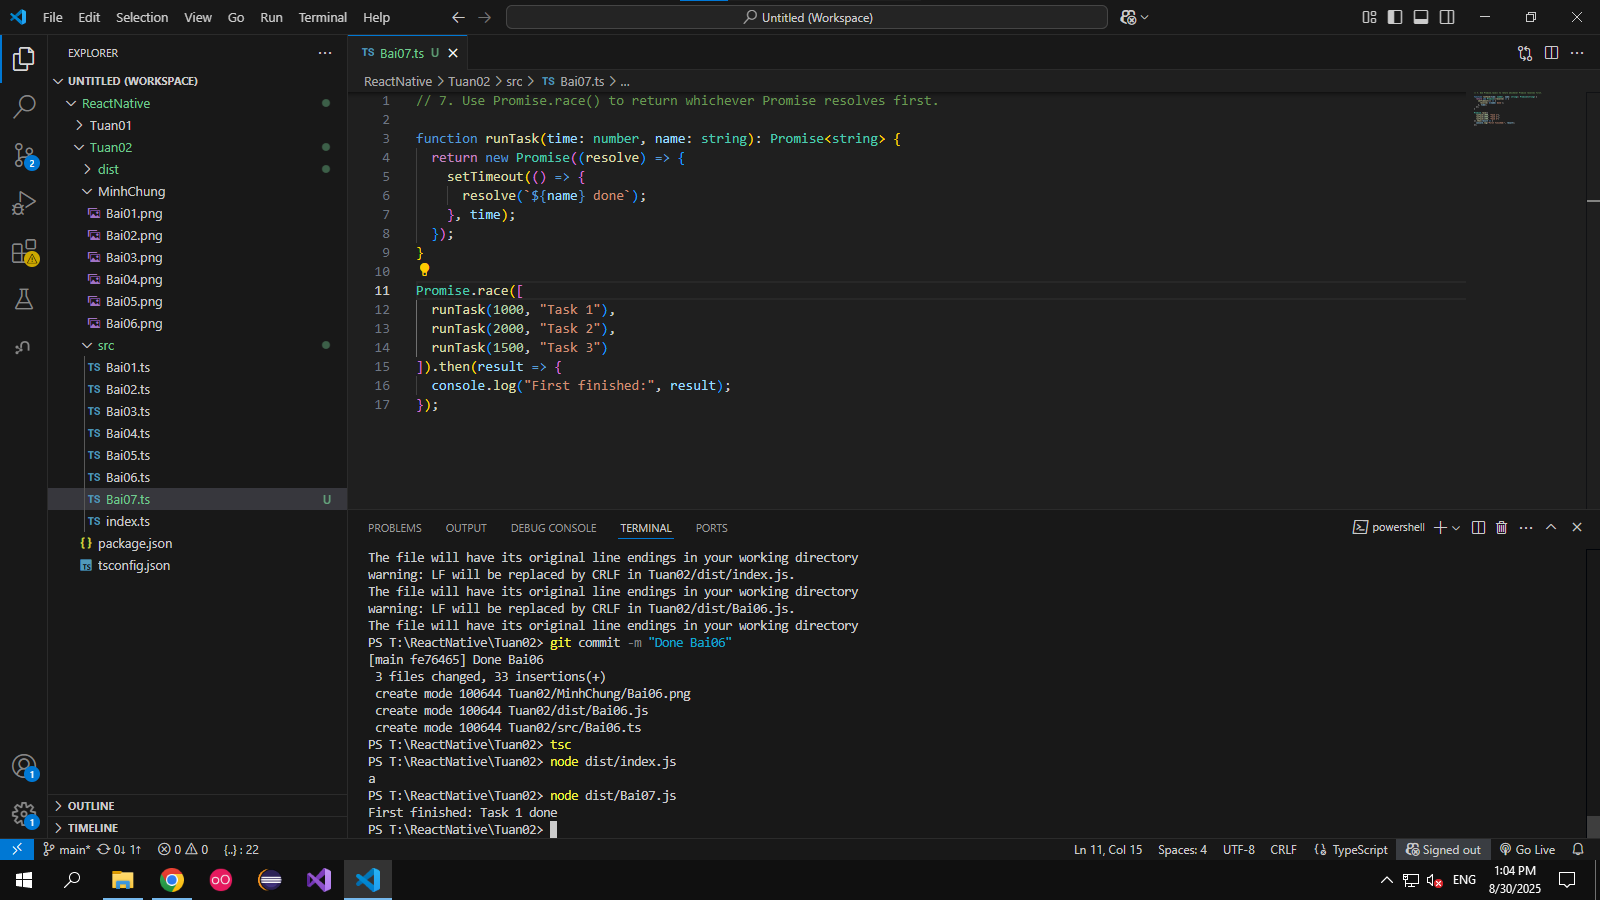 File Edit Selection View Go Run Terminal Help
Untitled (Workspace)
EXPLORER
UNTITLED (WORKSPACE)
ReactNative
Tuan01
Tuan02
dist
MinhChung
Bai01.png
Bai02.png
Bai03.png
Bai04.png
Bai05.png
Bai06.png
src
TS Bai01.ts
TS Bai02.ts
TS Bai03.ts
TS Bai04.ts
TS Bai05.ts
TS Bai06.ts
TS Bai07.ts U
TS index.ts
{} package.json
TS tsconfig.json
OUTLINE
TIMELINE
2
1
1
TS Bai07.ts U
ReactNative > Tuan02 > src > TS Bai07.ts > ...
1 // 7. Use Promise.race() to return whichever Promise resolves first.
2
3 function runTask(time: number, name: string): Promise<string> {
4 return new Promise((resolve) => {
5 setTimeout(() => {
6 resolve(`${name} done`);
7 }, time);
8 });
9 }
10
11 Promise.race([
12 runTask(1000, "Task 1"),
13 runTask(2000, "Task 2"),
14 runTask(1500, "Task 3")
15 ]).then(result => {
16 console.log("First finished:", result);
17 });
PROBLEMS OUTPUT DEBUG CONSOLE TERMINAL PORTS
powershell
The file will have its original line endings in your working directory
warning: LF will be replaced by CRLF in Tuan02/dist/index.js.
The file will have its original line endings in your working directory
warning: LF will be replaced by CRLF in Tuan02/dist/Bai06.js.
The file will have its original line endings in your working directory
PS T:\ReactNative\Tuan02> git commit -m "Done Bai06"
[main fe76465] Done Bai06
3 files changed, 33 insertions(+)
create mode 100644 Tuan02/MinhChung/Bai06.png
create mode 100644 Tuan02/dist/Bai06.js
create mode 100644 Tuan02/src/Bai06.ts
PS T:\ReactNative\Tuan02> tsc
PS T:\ReactNative\Tuan02> node dist/index.js
a
PS T:\ReactNative\Tuan02> node dist/Bai07.js
First finished: Task 1 done
PS T:\ReactNative\Tuan02>
main* 0↓ 1↑ 0 0 {..} : 22
Ln 11, Col 15 Spaces: 4 UTF-8 CRLF {} TypeScript Signed out Go Live
ENG
1:04 PM
8/30/2025